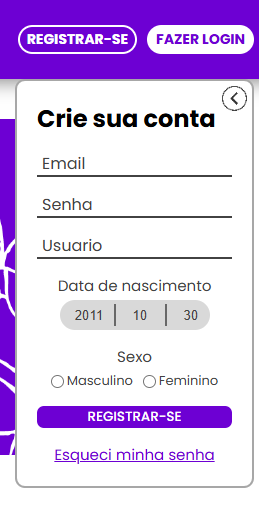 REGISTRAR-SE FAZER LOGIN
Crie sua conta
Email
Senha
Usuario
Data de nascimento
2011 10 30
Sexo
Masculino Feminino
REGISTRAR-SE
Esqueci minha senha